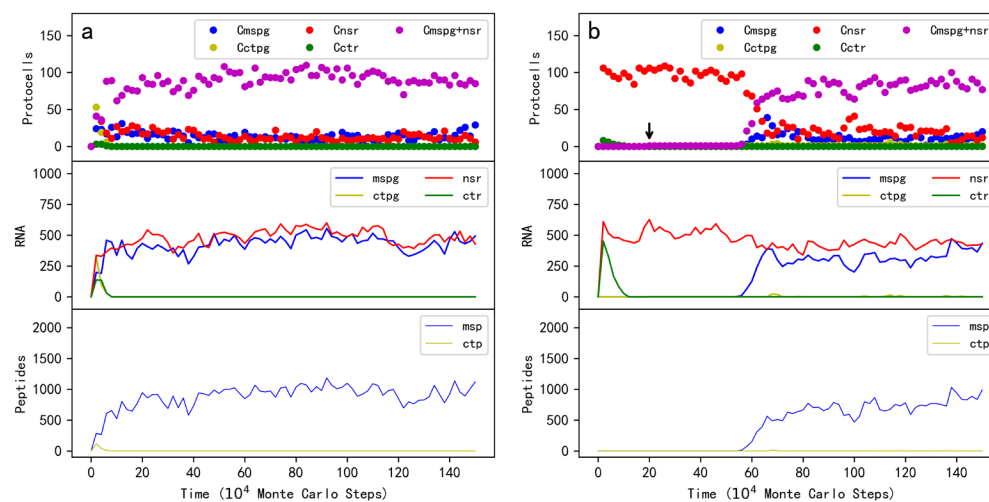 a
Cmspg Cnsr Cmspg+nsr
Cctpg Cctr
Protocells
150
100
50
0
mspg nsr
ctpg ctr
RNA
1000
750
500
250
0
msp
ctp
Peptides
2000
1500
1000
500
0
0 20 40 60 80 100 120 140
Time (10⁴ Monte Carlo Steps)
b
Cmspg Cnsr Cmspg+nsr
Cctpg Cctr
Protocells
150
100
50
0
mspg nsr
ctpg ctr
RNA
1000
750
500
250
0
msp
ctp
Peptides
2000
1500
1000
500
0
0 20 40 60 80 100 120 140
Time (10⁴ Monte Carlo Steps)